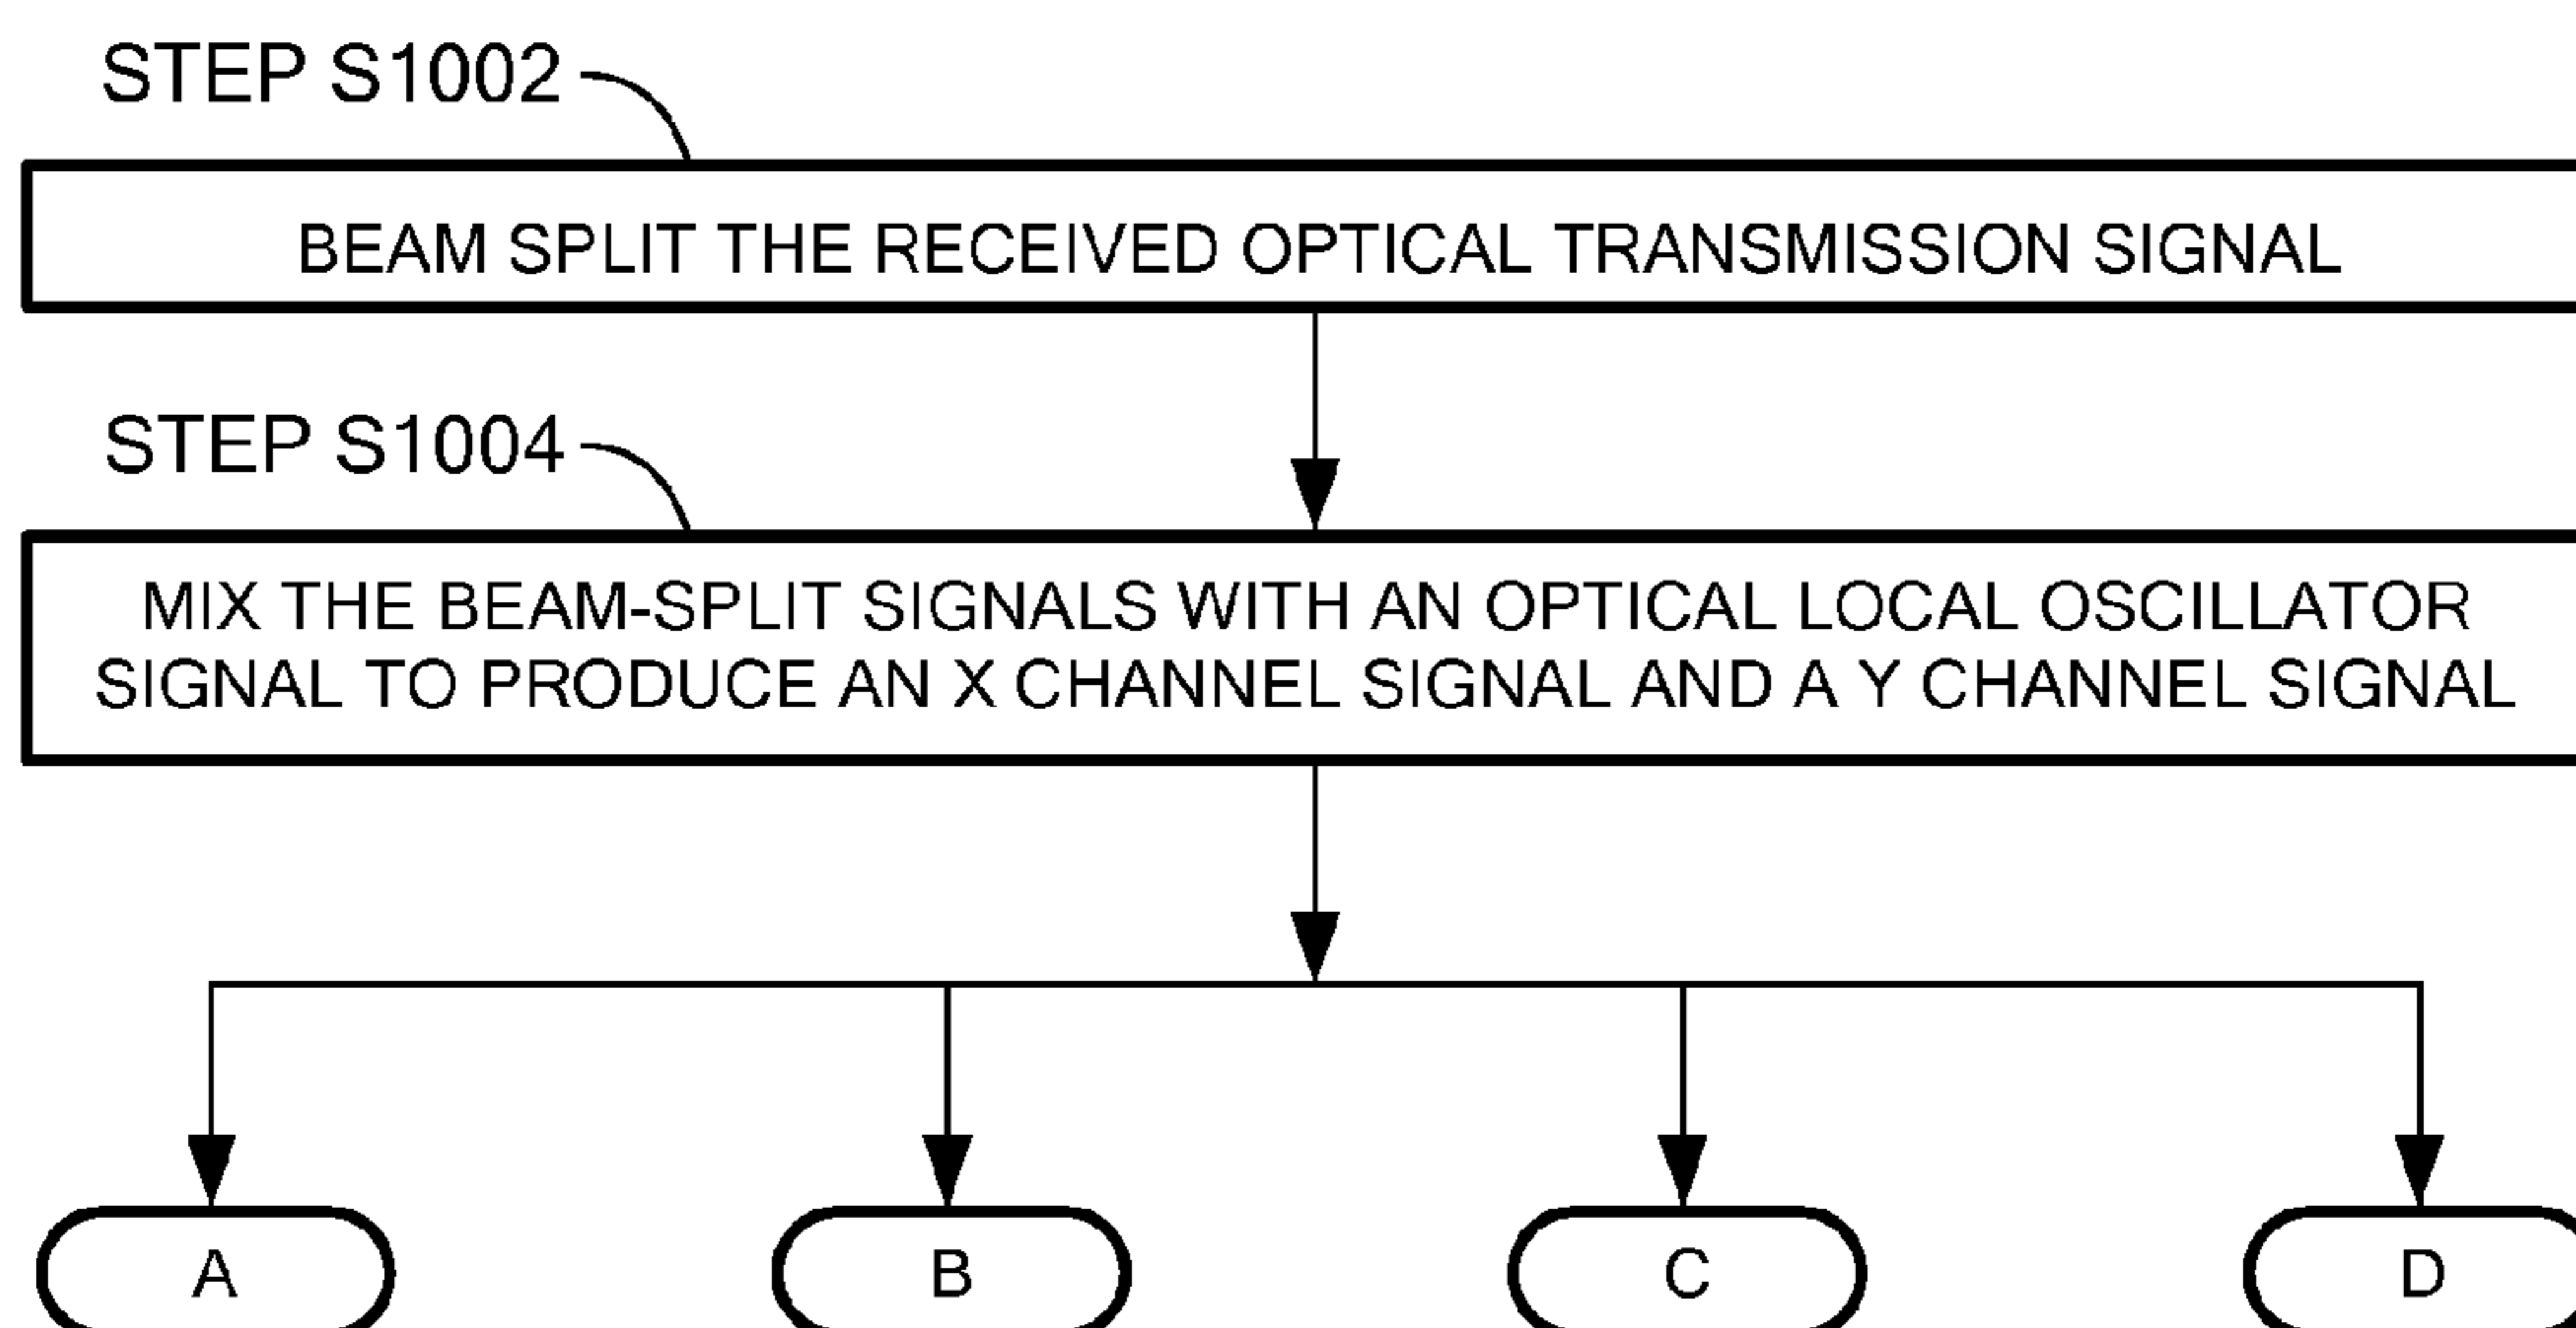 STEP S1002
BEAM SPLIT THE RECEIVED OPTICAL TRANSMISSION SIGNAL
STEP S1004
MIX THE BEAM-SPLIT SIGNALS WITH AN OPTICAL LOCAL OSCILLATOR
SIGNAL TO PRODUCE AN X CHANNEL SIGNAL AND A Y CHANNEL SIGNAL
A
B
C
D